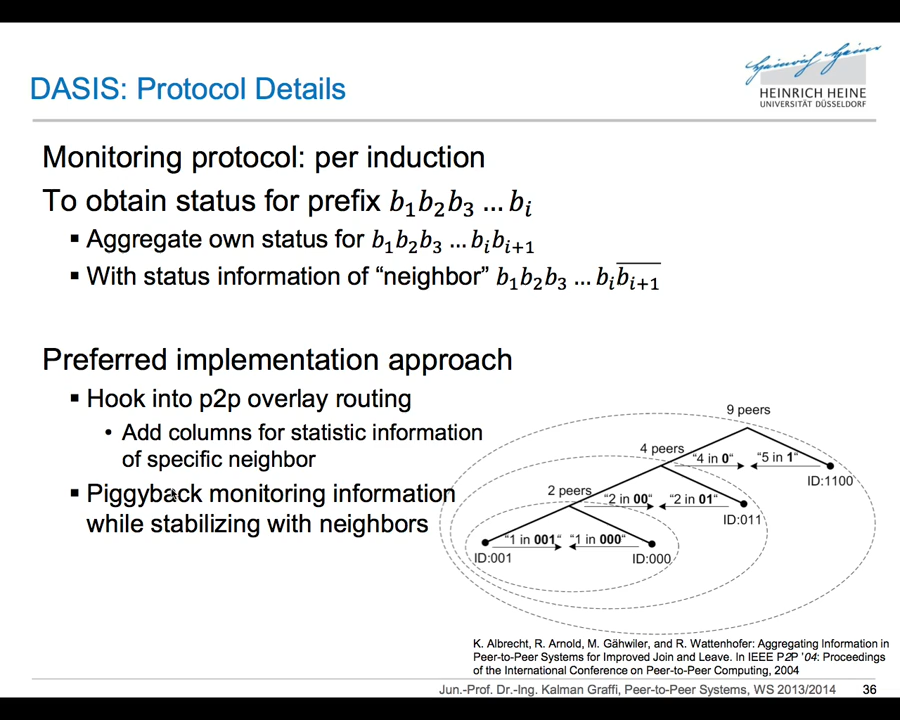 DASIS: Protocol Details
Heinrich Heine
HEINRICH HEINE
UNIVERSITÄT DÜSSELDORF
Monitoring protocol: per induction
To obtain status for prefix b₁b₂b₃ … bᵢ
▪ Aggregate own status for b₁b₂b₃ … bᵢbᵢ₊₁
▪ With status information of “neighbor” b₁b₂b₃ … bᵢb̅ᵢ₊₁
Preferred implementation approach
▪ Hook into p2p overlay routing
• Add columns for statistic information
of specific neighbor
▪ Piggyback monitoring information
while stabilizing with neighbors
9 peers
4 peers
“4 in 0“
“5 in 1“
ID:1100
2 peers
“2 in 00“
“2 in 01“
ID:011
“1 in 001“
“1 in 000“
ID:001
ID:000
K. Albrecht, R. Arnold, M. Gähwiler, and R. Wattenhofer: Aggregating Information in
Peer-to-Peer Systems for Improved Join and Leave. In IEEE P2P ’04: Proceedings
of the International Conference on Peer-to-Peer Computing, 2004
Jun.-Prof. Dr.-Ing. Kalman Graffi, Peer-to-Peer Systems, WS 2013/2014
36